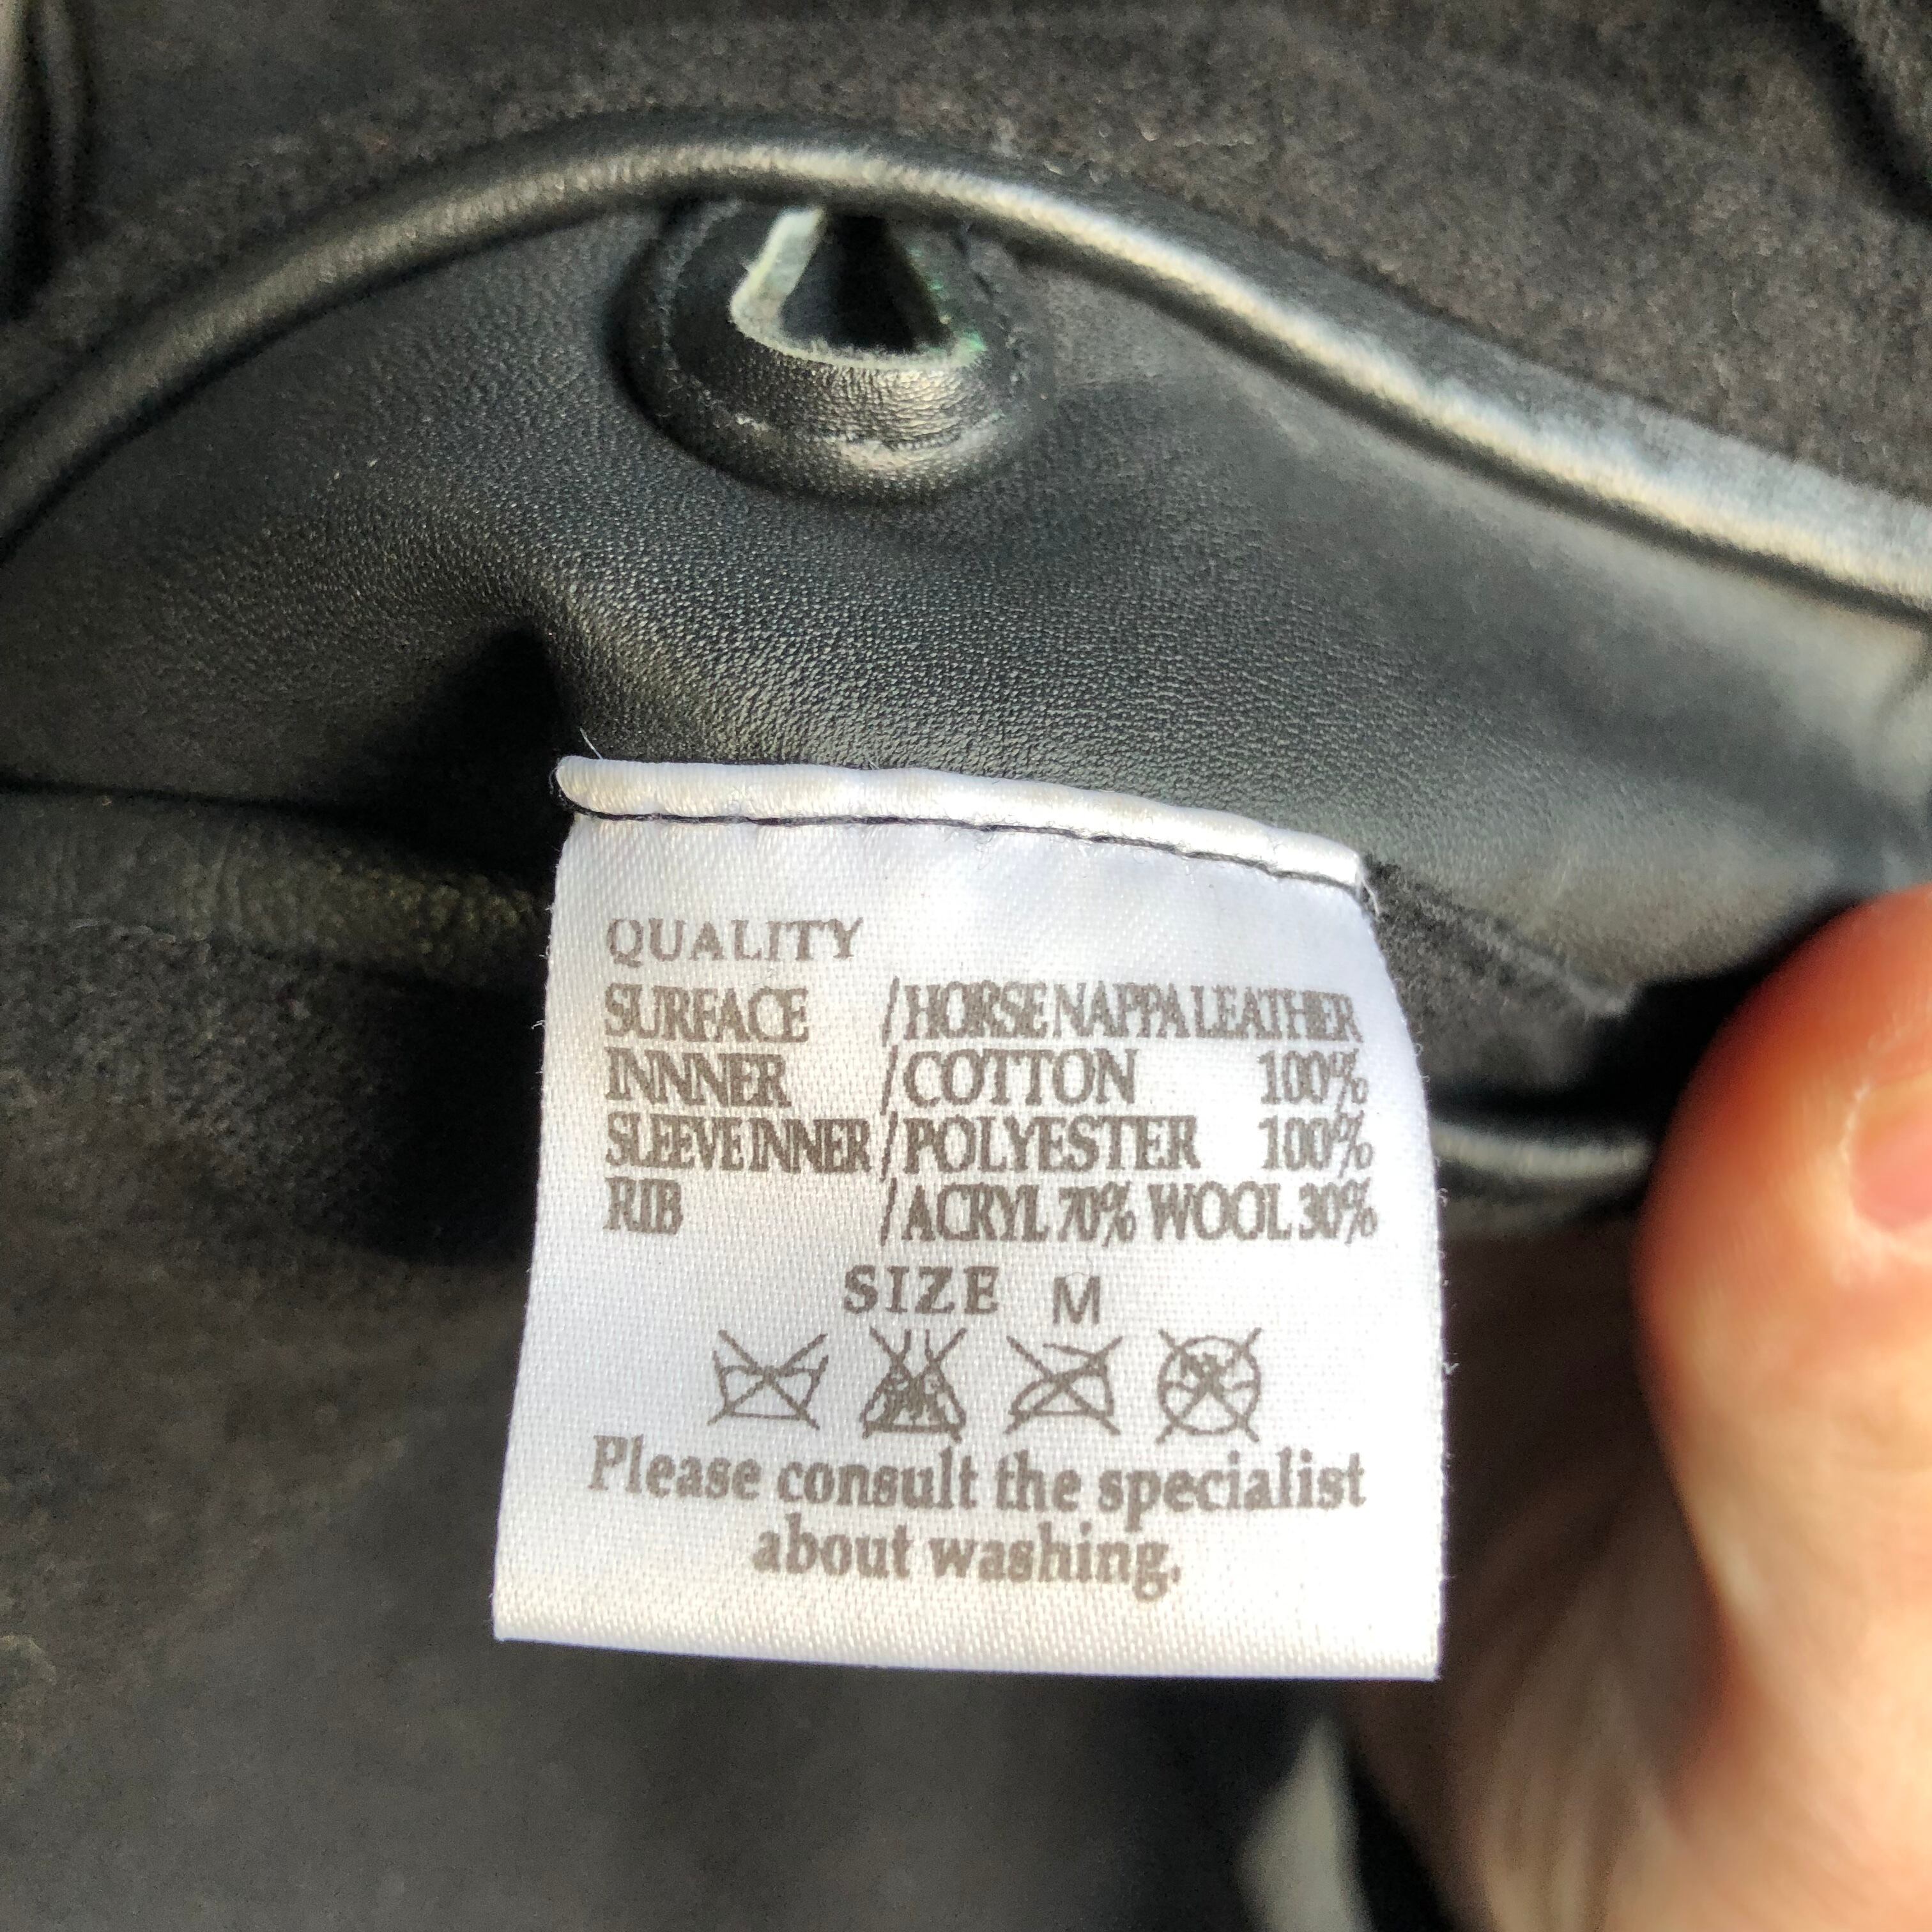 QUALITY
SURFACE / HORSE NAPPA LEATHER
INNNER / COTTON 100%
SLEEVE INNER / POLYESTER 100%
RIB / ACRYL 70% WOOL 30%
SIZE M
Please consult the specialist
about washing.